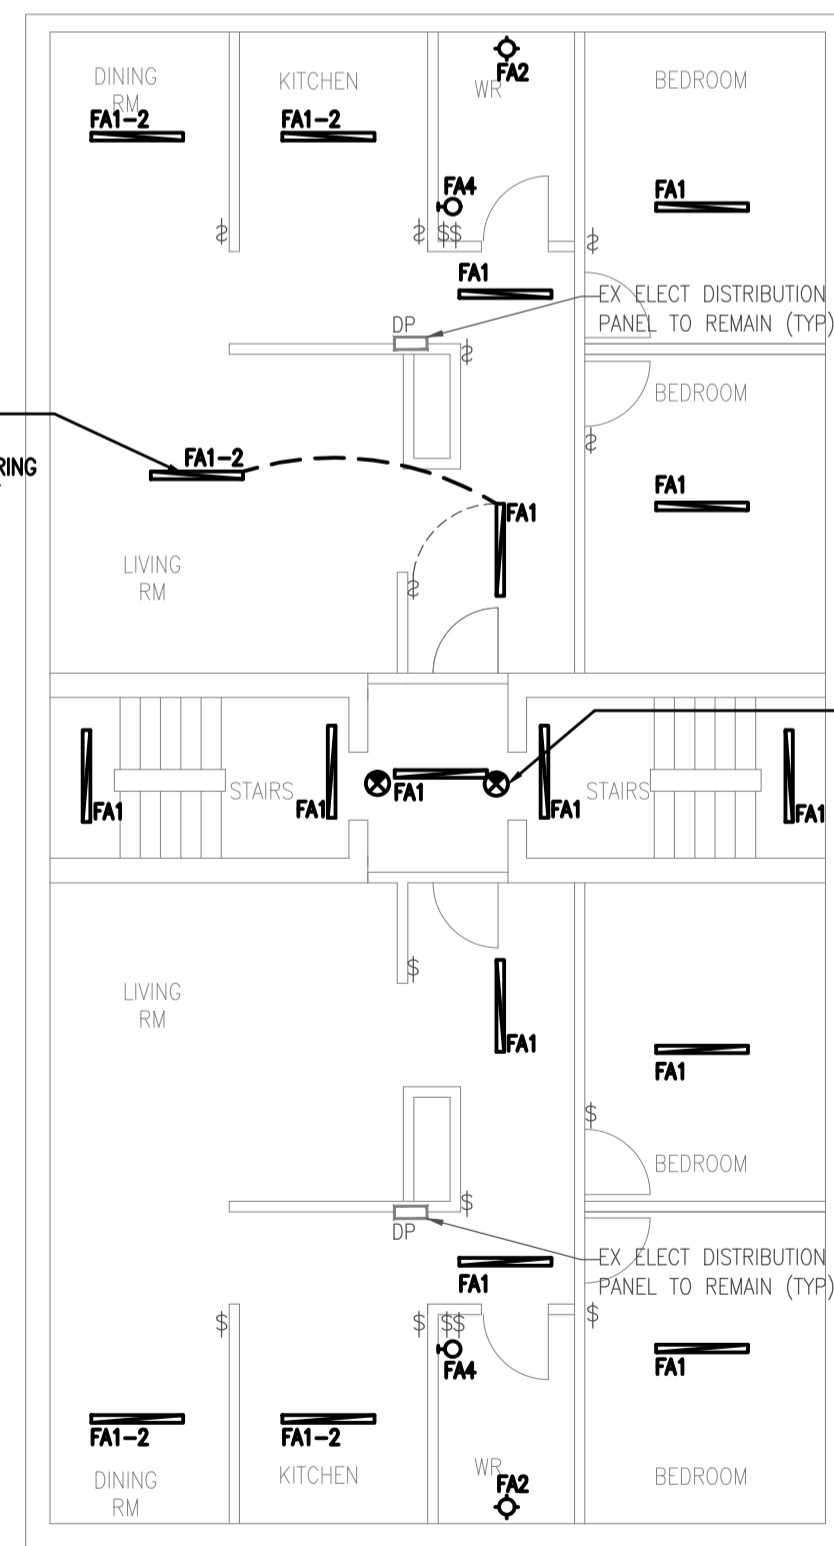 DINING
RM
KITCHEN
WR
FA2
BEDROOM
FA1-2
FA1-2
FA4
FA1
$
$
$$
$
FA1
EX ELECT DISTRIBUTION
PANEL TO REMAIN (TYP)
DP
$
BEDROOM
$
RING
FA1-2
FA1
FA1
LIVING
RM
$
STAIRS
STAIRS
FA1
FA1
FA1
FA1
FA1
$
LIVING
RM
FA1
FA1
$
BEDROOM
$
DP
EX ELECT DISTRIBUTION
PANEL TO REMAIN (TYP)
FA1
$
$
$$
$
FA4
FA1
FA1-2
FA1-2
DINING
RM
KITCHEN
WR
FA2
BEDROOM